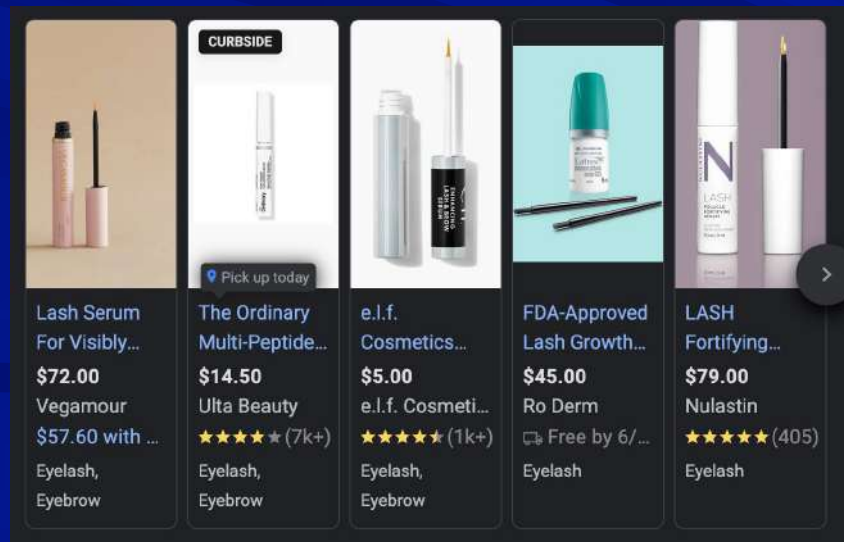 CURBSIDE
N
LASH
Pick up today
Lash Serum
For Visibly...
$72.00
Vegamour
$57.60 with ...
Eyelash,
Eyebrow
The Ordinary
Multi-Peptide...
$14.50
Ulta Beauty
(7k+)
Eyelash,
Eyebrow
e.l.f.
Cosmetics...
$5.00
e.l.f. Cosmeti...
(1k+)
Eyelash,
Eyebrow
FDA-Approved
Lash Growth...
$45.00
Ro Derm
Free by 6/...
Eyelash
LASH
Fortifying...
$79.00
Nulastin
(405)
Eyelash